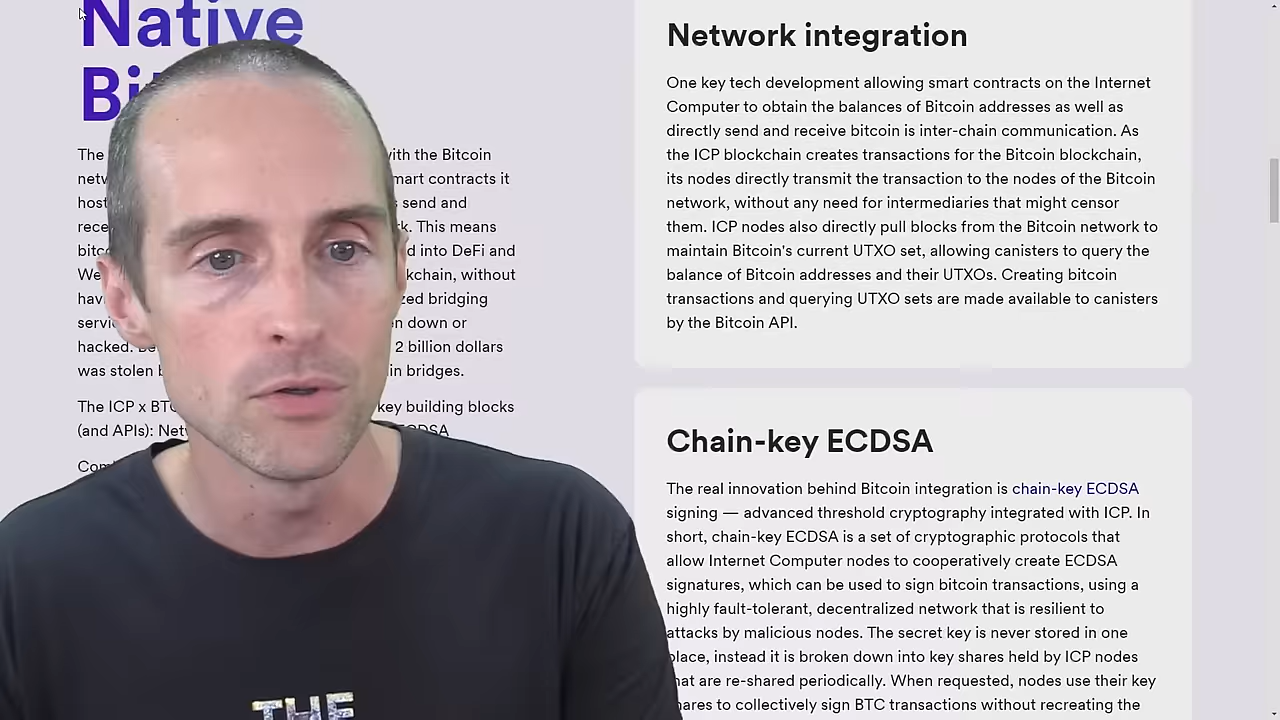 Native
The with the Bitcoin
smart contracts it
host send and
This means
into DeFi and
without
bridging
down or
hacked. 2 billion dollars
was stolen in bridges.
The ICP x BTC key building blocks
(and APIs): ECDSA
Network integration
One key tech development allowing smart contracts on the Internet
Computer to obtain the balances of Bitcoin addresses as well as
directly send and receive bitcoin is inter-chain communication. As
the ICP blockchain creates transactions for the Bitcoin blockchain,
its nodes directly transmit the transaction to the nodes of the Bitcoin
network, without any need for intermediaries that might censor
them. ICP nodes also directly pull blocks from the Bitcoin network to
maintain Bitcoin's current UTXO set, allowing canisters to query the
balance of Bitcoin addresses and their UTXOs. Creating bitcoin
transactions and querying UTXO sets are made available to canisters
by the Bitcoin API.
Chain-key ECDSA
The real innovation behind Bitcoin integration is chain-key ECDSA
signing — advanced threshold cryptography integrated with ICP. In
short, chain-key ECDSA is a set of cryptographic protocols that
allow Internet Computer nodes to cooperatively create ECDSA
signatures, which can be used to sign bitcoin transactions, using a
highly fault-tolerant, decentralized network that is resilient to
attacks by malicious nodes. The secret key is never stored in one
place, instead it is broken down into key shares held by ICP nodes
that are re-shared periodically. When requested, nodes use their key
shares to collectively sign BTC transactions without recreating the
THE